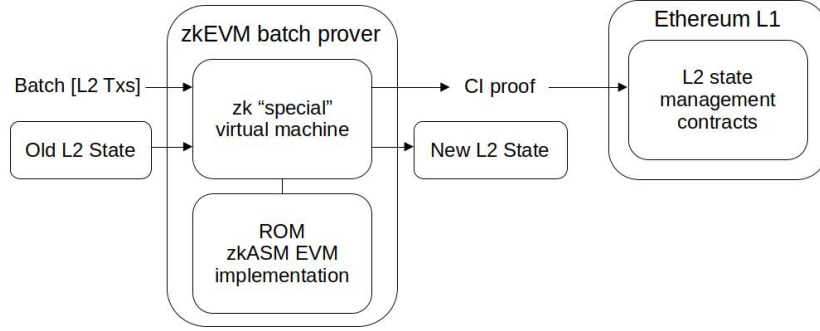 zkEVM batch prover
Ethereum L1
Batch [L2 Txs]
Old L2 State
zk “special”
virtual machine
ROM
zkASM EVM
implementation
CI proof
New L2 State
L2 state
management
contracts